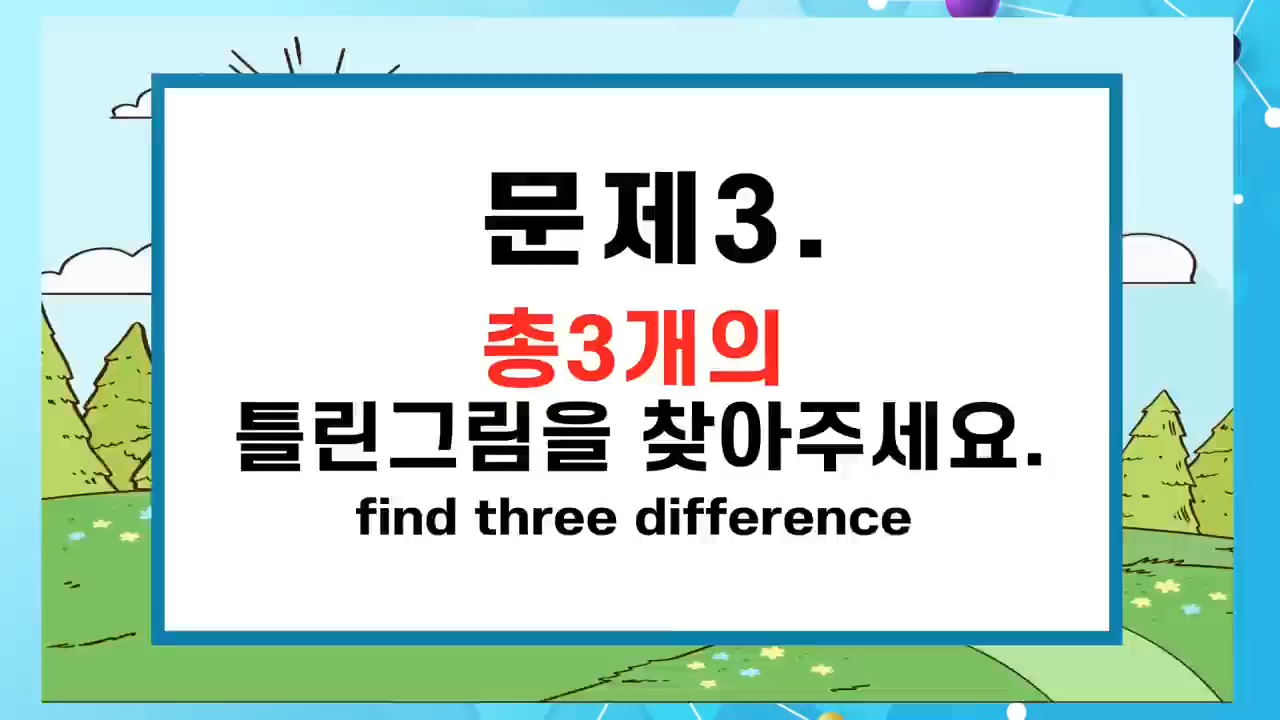 문제3.
총3개의
틀린그림을 찾아주세요.
find three difference